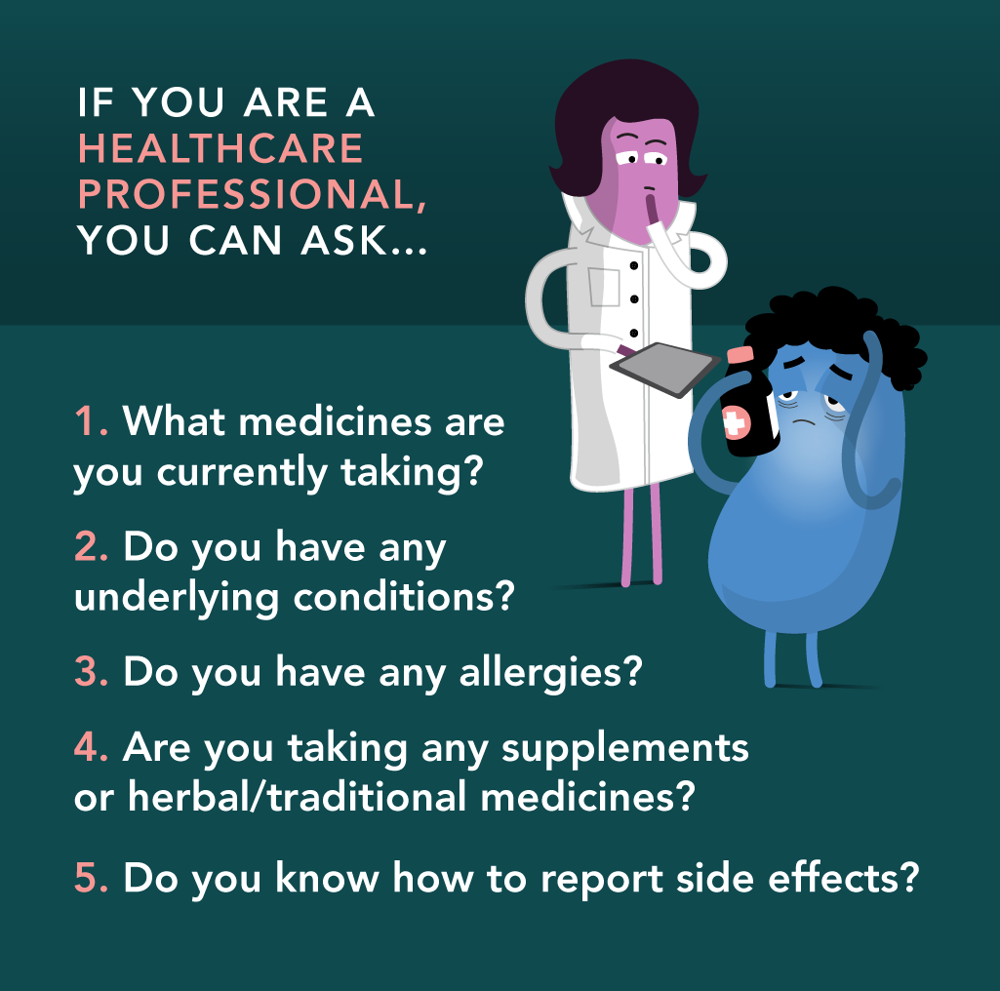 IF YOU ARE A
HEALTHCARE
PROFESSIONAL,
YOU CAN ASK...
1. What medicines are
you currently taking?
2. Do you have any
underlying conditions?
3. Do you have any allergies?
4. Are you taking any supplements
or herbal/traditional medicines?
5. Do you know how to report side effects?